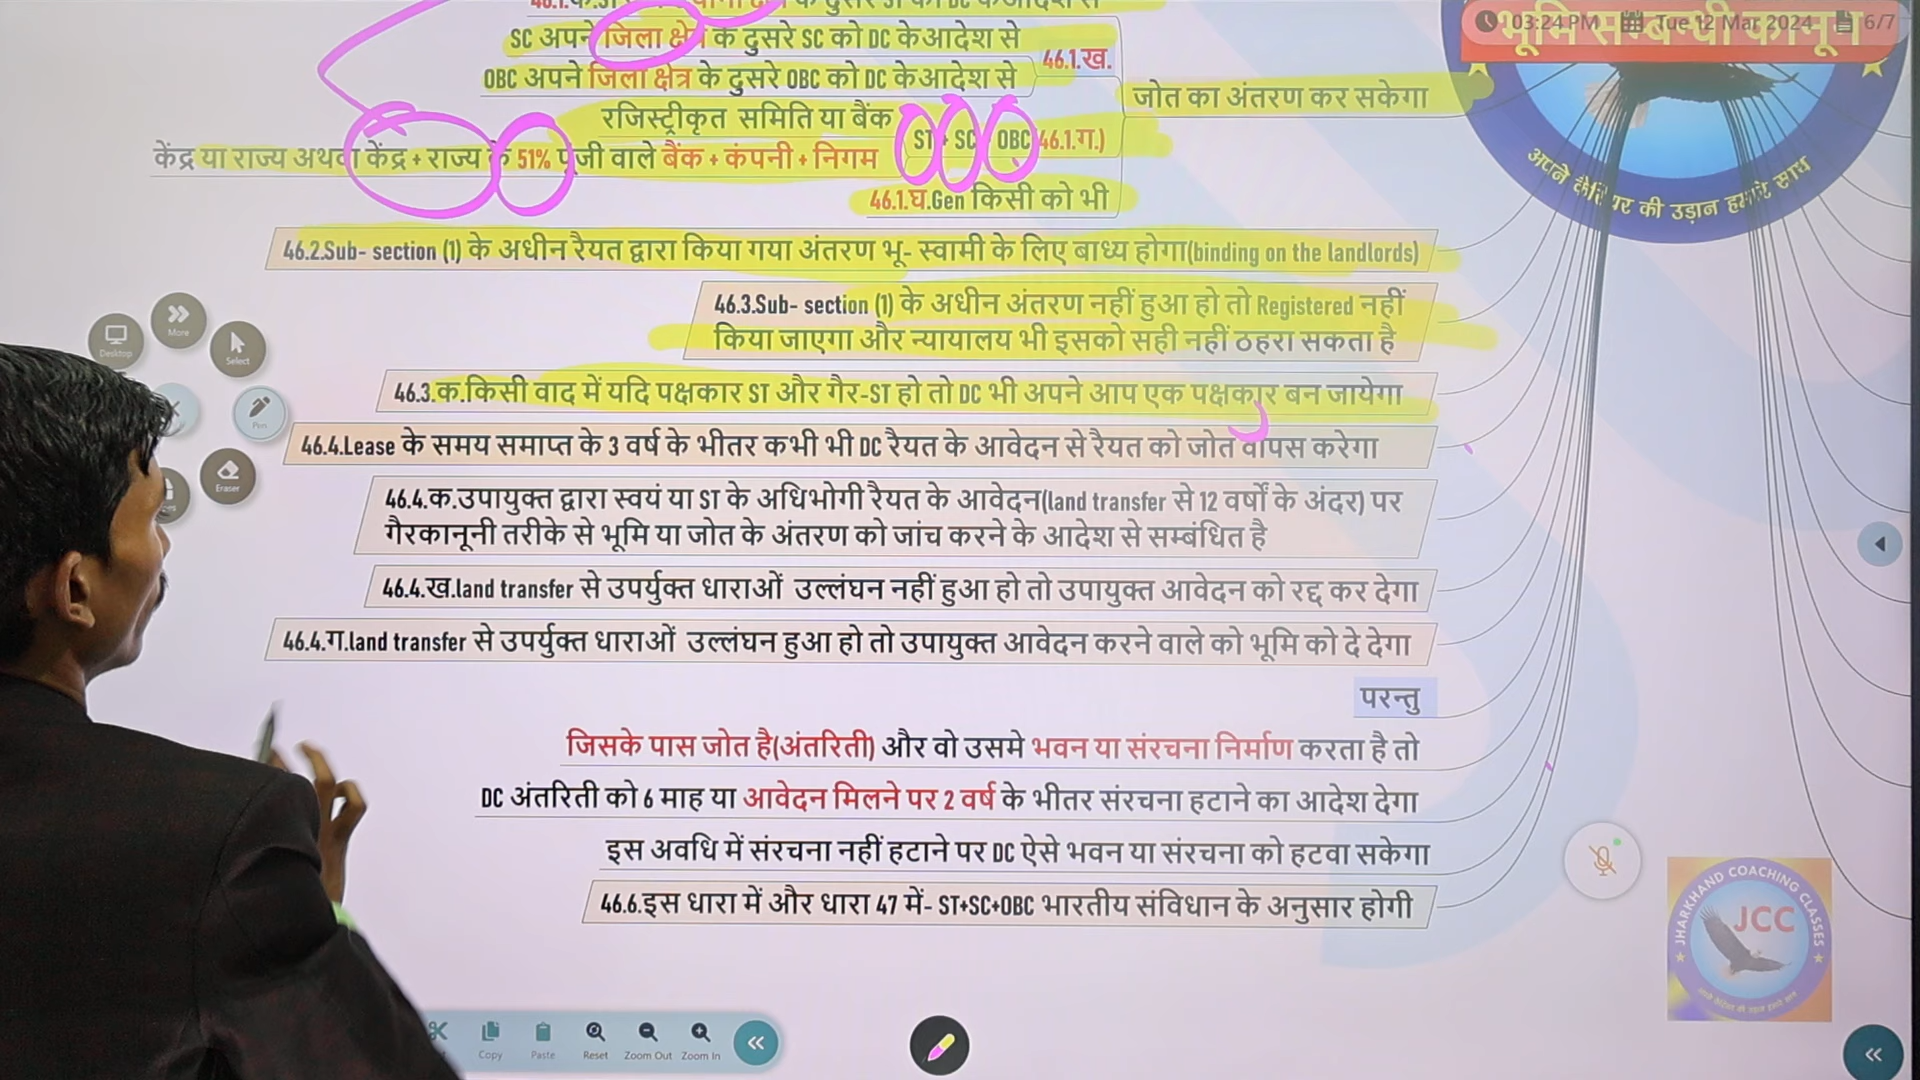 03:24 PM Tue 12 Mar 2024 6/7
भूमि सम्बन्धी कानून
SC अपने जिला क्षेत्र के दुसरे SC को DC के आदेश से
46.1.ख.
OBC अपने जिला क्षेत्र के दुसरे OBC को DC के आदेश से
जोत का अंतरण कर सकेगा
रजिस्ट्रीकृत समिति या बैंक
ST + SC OBC 46.1.ग.)
केंद्र या राज्य अथवा केंद्र + राज्य के 51% पूंजी वाले बैंक + कंपनी + निगम
46.1.घ.Gen किसी को भी
अपने कैरियर की उड़ान हमारे साथ
46.2.Sub- section (1) के अधीन रैयत द्वारा किया गया अंतरण भू- स्वामी के लिए बाध्य होगा(binding on the landlords)
46.3.Sub- section (1) के अधीन अंतरण नहीं हुआ हो तो Registered नहीं
किया जाएगा और न्यायालय भी इसको सही नहीं ठहरा सकता है
46.3.क.किसी वाद में यदि पक्षकार ST और गैर-ST हो तो DC भी अपने आप एक पक्षकार बन जायेगा
46.4.Lease के समय समाप्त के 3 वर्ष के भीतर कभी भी DC रैयत के आवेदन से रैयत को जोत वापस करेगा
46.4.क.उपायुक्त द्वारा स्वयं या ST के अधिभोगी रैयत के आवेदन(land transfer से 12 वर्षों के अंदर) पर
गैरकानूनी तरीके से भूमि या जोत के अंतरण को जांच करने के आदेश से सम्बंधित है
46.4.ख.land transfer से उपर्युक्त धाराओं उल्लंघन नहीं हुआ हो तो उपायुक्त आवेदन को रद्द कर देगा
46.4.ग.land transfer से उपर्युक्त धाराओं उल्लंघन हुआ हो तो उपायुक्त आवेदन करने वाले को भूमि को दे देगा
परन्तु
जिसके पास जोत है(अंतरिती) और वो उसमे भवन या संरचना निर्माण करता है तो
DC अंतरिती को 6 माह या आवेदन मिलने पर 2 वर्ष के भीतर संरचना हटाने का आदेश देगा
इस अवधि में संरचना नहीं हटाने पर DC ऐसे भवन या संरचना को हटवा सकेगा
46.6.इस धारा में और धारा 47 में- ST+SC+OBC भारतीय संविधान के अनुसार होगी
Desktop
More
Select
Pen
Eraser
Copy
Paste
Reset
Zoom Out
Zoom In
JHARKHAND COACHING CLASSES
JCC